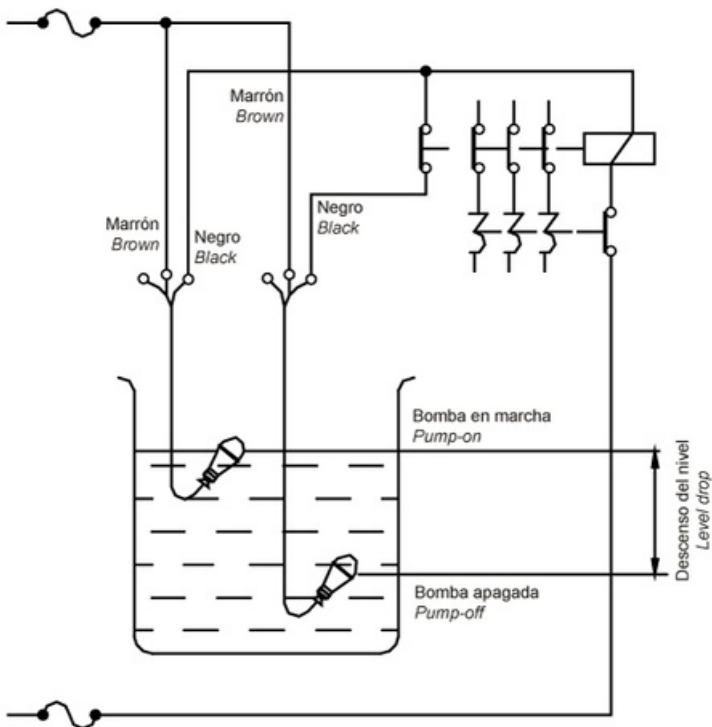 Marrón
Brown
Marrón
Brown
Negro
Black
Negro
Black
Bomba en marcha
Pump-on
Descenso del nivel
Level drop
Bomba apagada
Pump-off